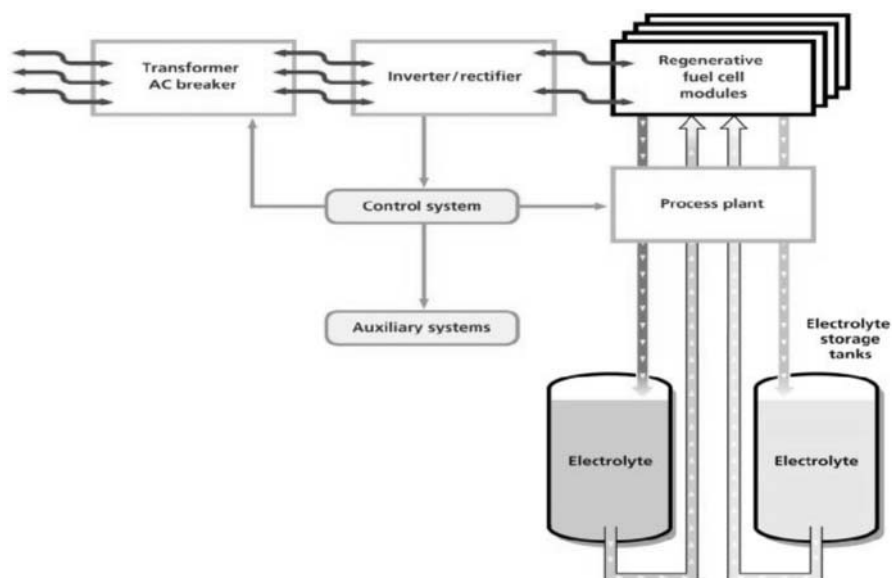 Transformer
AC breaker
Inverter/rectifier
Regenerative
fuel cell
modules
Control system
Process plant
Auxiliary systems
Electrolyte
storage
tanks
Electrolyte
Electrolyte